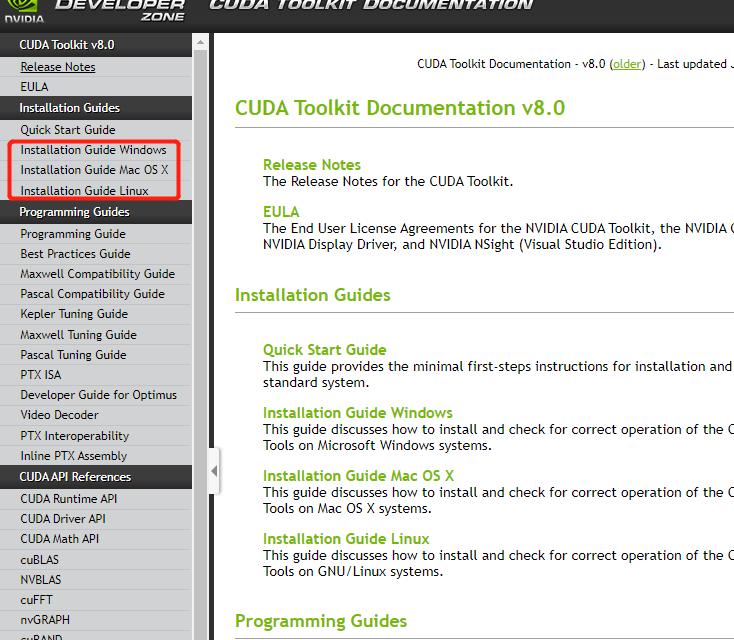 DEVELOPER
ZONE
NVIDIA
CUDA TOOLKIT DOCUMENTATION
CUDA Toolkit v8.0
Release Notes
EULA
Installation Guides
Quick Start Guide
Installation Guide Windows
Installation Guide Mac OS X
Installation Guide Linux
Programming Guides
Programming Guide
Best Practices Guide
Maxwell Compatibility Guide
Pascal Compatibility Guide
Kepler Tuning Guide
Maxwell Tuning Guide
Pascal Tuning Guide
PTX ISA
Developer Guide for Optimus
Video Decoder
PTX Interoperability
Inline PTX Assembly
CUDA API References
CUDA Runtime API
CUDA Driver API
CUDA Math API
cuBLAS
NVBLAS
cuFFT
nvGRAPH
cuRAND
CUDA Toolkit Documentation - v8.0 (older) - Last updated J
CUDA Toolkit Documentation v8.0
Release Notes
The Release Notes for the CUDA Toolkit.
EULA
The End User License Agreements for the NVIDIA CUDA Toolkit, the NVIDIA C
NVIDIA Display Driver, and NVIDIA NSight (Visual Studio Edition).
Installation Guides
Quick Start Guide
This guide provides the minimal first-steps instructions for installation and
standard system.
Installation Guide Windows
This guide discusses how to install and check for correct operation of the C
Tools on Microsoft Windows systems.
Installation Guide Mac OS X
This guide discusses how to install and check for correct operation of the C
Tools on Mac OS X systems.
Installation Guide Linux
This guide discusses how to install and check for correct operation of the C
Tools on GNU/Linux systems.
Programming Guides